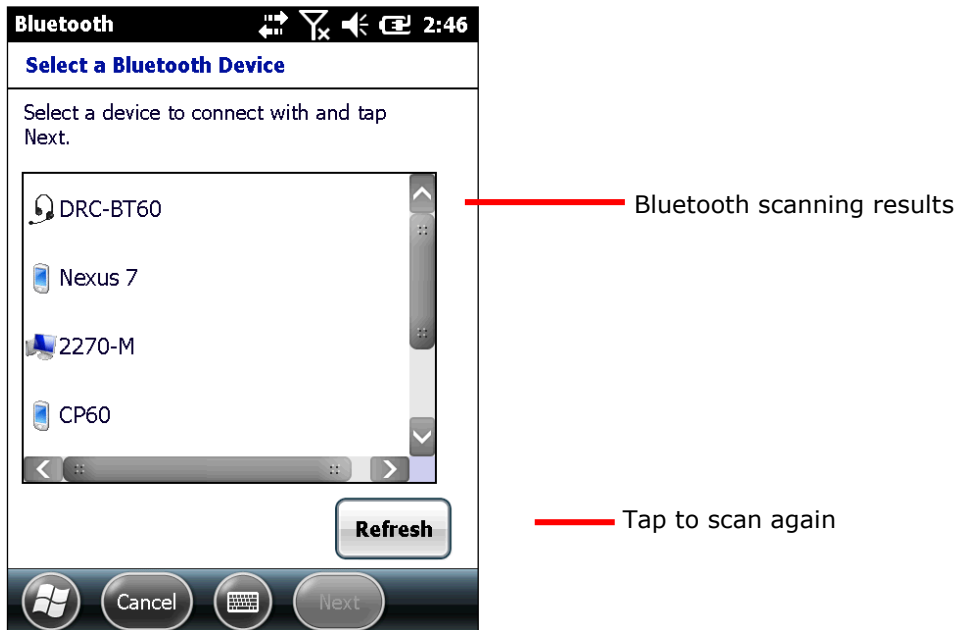 Bluetooth 2:46
Select a Bluetooth Device
Select a device to connect with and tap
Next.
DRC-BT60
Bluetooth scanning results
Nexus 7
2270-M
CP60
Refresh
Tap to scan again
Cancel Next